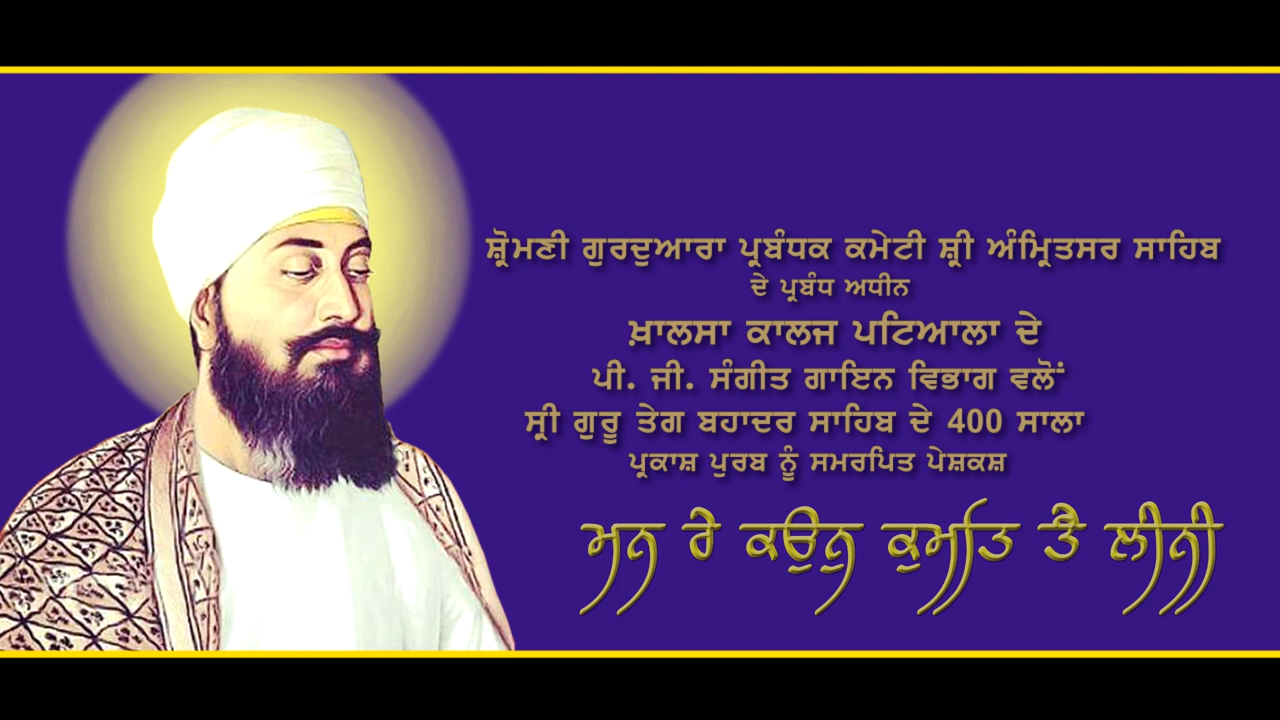 ਸ਼੍ਰੋਮਣੀ ਗੁਰਦੁਆਰਾ ਪ੍ਰਬੰਧਕ ਕਮੇਟੀ ਸ਼੍ਰੀ ਅੰਮ੍ਰਿਤਸਰ ਸਾਹਿਬ
ਦੇ ਪ੍ਰਬੰਧ ਅਧੀਨ
ਖ਼ਾਲਸਾ ਕਾਲਜ ਪਟਿਆਲਾ ਦੇ
ਪੀ. ਜੀ. ਸੰਗੀਤ ਗਾਇਨ ਵਿਭਾਗ ਵਲੋਂ
ਸ੍ਰੀ ਗੁਰੂ ਤੇਗ ਬਹਾਦਰ ਸਾਹਿਬ ਦੇ 400 ਸਾਲਾ
ਪ੍ਰਕਾਸ਼ ਪੁਰਬ ਨੂੰ ਸਮਰਪਿਤ ਪੇਸ਼ਕਸ਼
ਮਨ ਰੇ ਕਉਨੁ ਕੁਮਤਿ ਤੈ ਲੀਨੀ